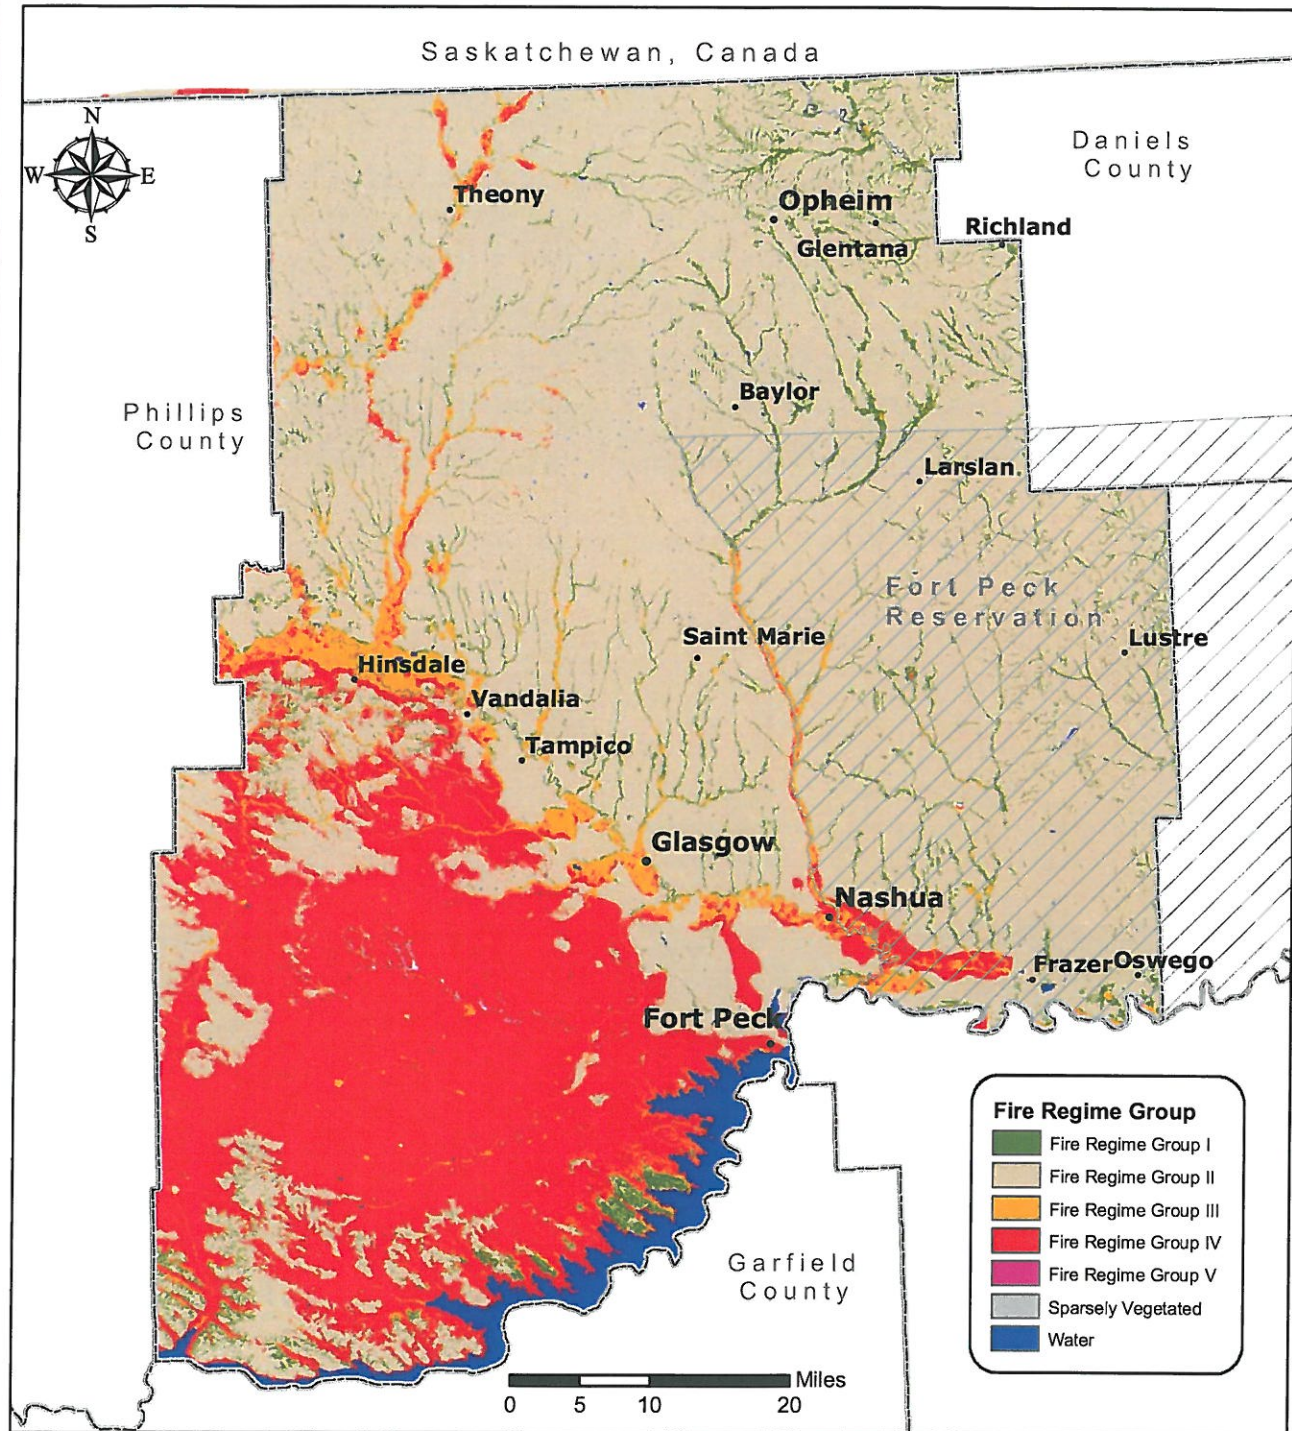 Saskatchewan, Canada
N
W E
S
Daniels
County
Theony
Opheim
Glentana
Richland
Phillips
County
Baylor
Larslan
Fort Peck
Reservation
Saint Marie
Lustre
Hinsdale
Vandalia
Tampico
Glasgow
Nashua
Frazer
Oswego
Fort Peck
Garfield
County
Fire Regime Group
Fire Regime Group I
Fire Regime Group II
Fire Regime Group III
Fire Regime Group IV
Fire Regime Group V
Sparsely Vegetated
Water
Miles
0 5 10 20